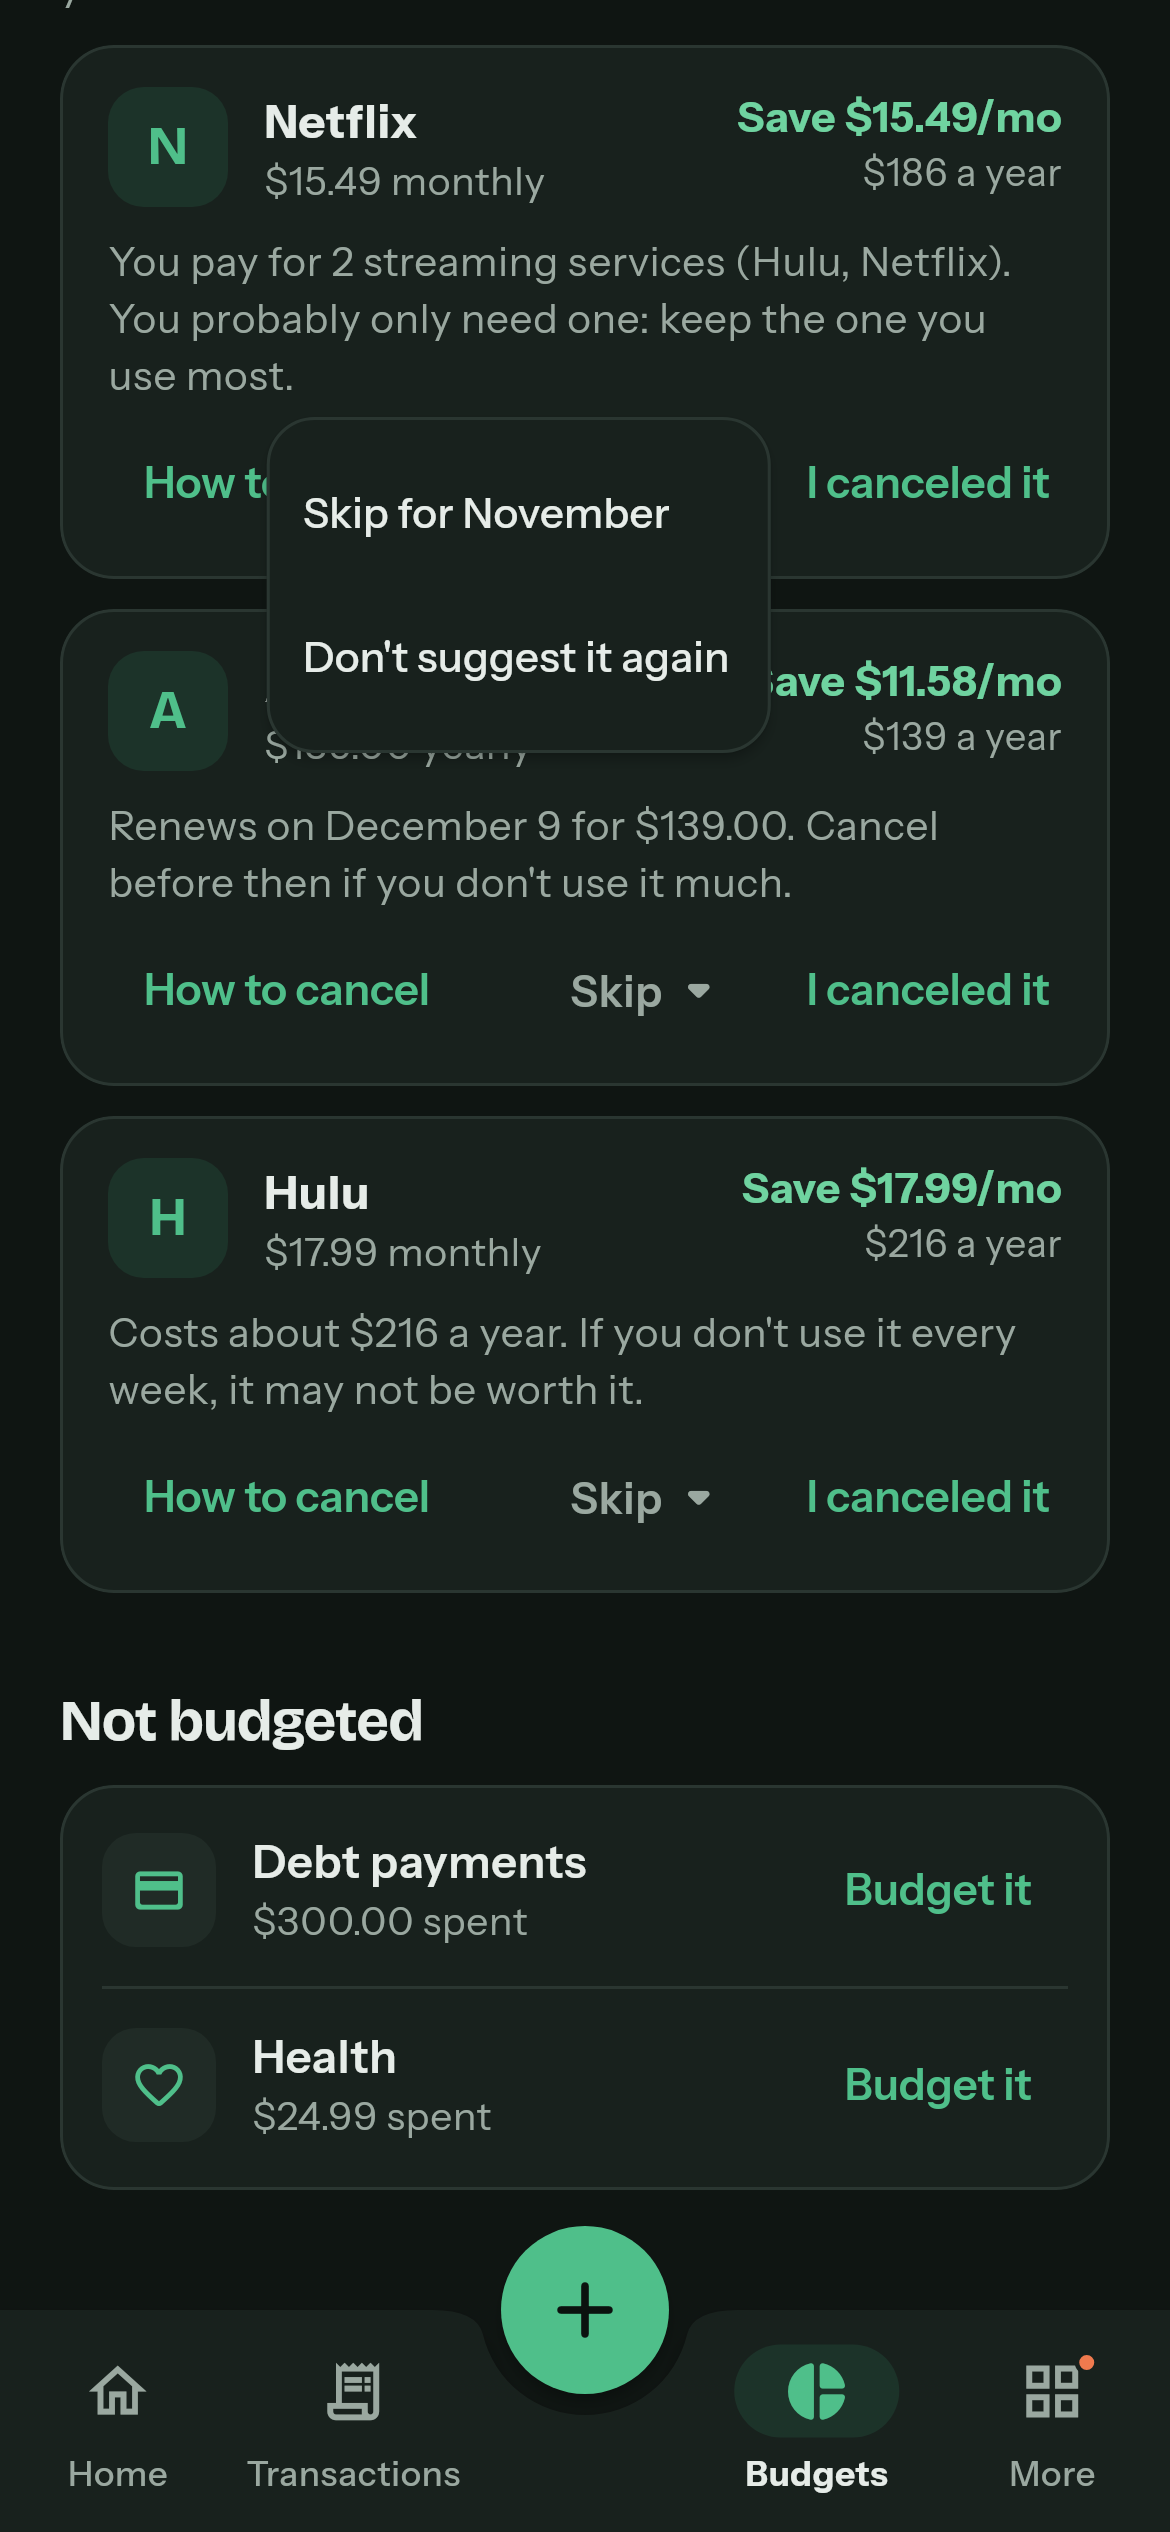 N
Netflix
$15.49 monthly
Save $15.49/mo
$186 a year
You pay for 2 streaming services (Hulu, Netflix).
You probably only need one: keep the one you
use most.
How to
I canceled it
Skip for November
Don't suggest it again
A
Save $11.58/mo
$139 a year
Renews on December 9 for $139.00. Cancel
before then if you don't use it much.
How to cancel
Skip
I canceled it
H
Hulu
$17.99 monthly
Save $17.99/mo
$216 a year
Costs about $216 a year. If you don't use it every
week, it may not be worth it.
How to cancel
Skip
I canceled it
Not budgeted
Debt payments
$300.00 spent
Budget it
Health
$24.99 spent
Budget it
Home
Transactions
Budgets
More